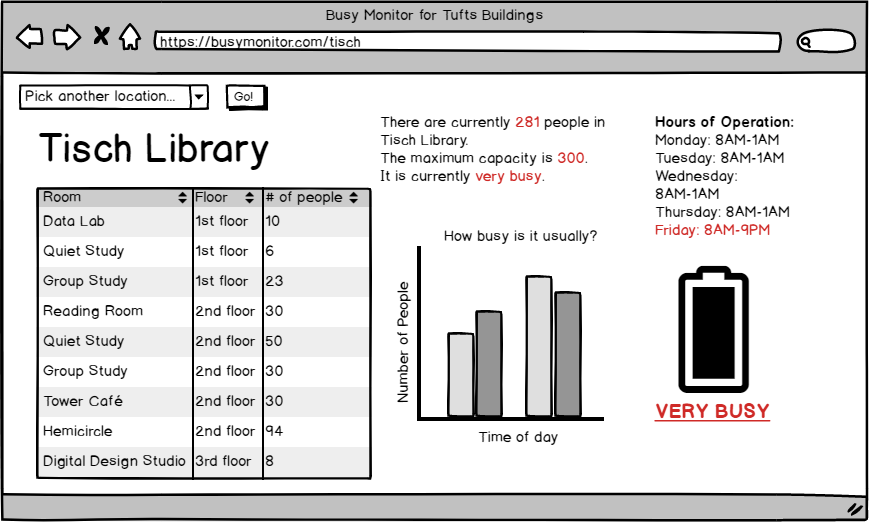 Busy Monitor for Tufts Buildings
https://busymonitor.com/tisch
Pick another location...
Go!
Tisch Library
Room Floor # of people
Data Lab 1st floor 10
Quiet Study 1st floor 6
Group Study 1st floor 23
Reading Room 2nd floor 30
Quiet Study 2nd floor 50
Group Study 2nd floor 30
Tower Café 2nd floor 30
Hemicircle 2nd floor 94
Digital Design Studio 3rd floor 8
There are currently 281 people in
Tisch Library.
The maximum capacity is 300.
It is currently very busy.
How busy is it usually?
Number of People
Time of day
Hours of Operation:
Monday: 8AM-1AM
Tuesday: 8AM-1AM
Wednesday:
8AM-1AM
Thursday: 8AM-1AM
Friday: 8AM-9PM
VERY BUSY